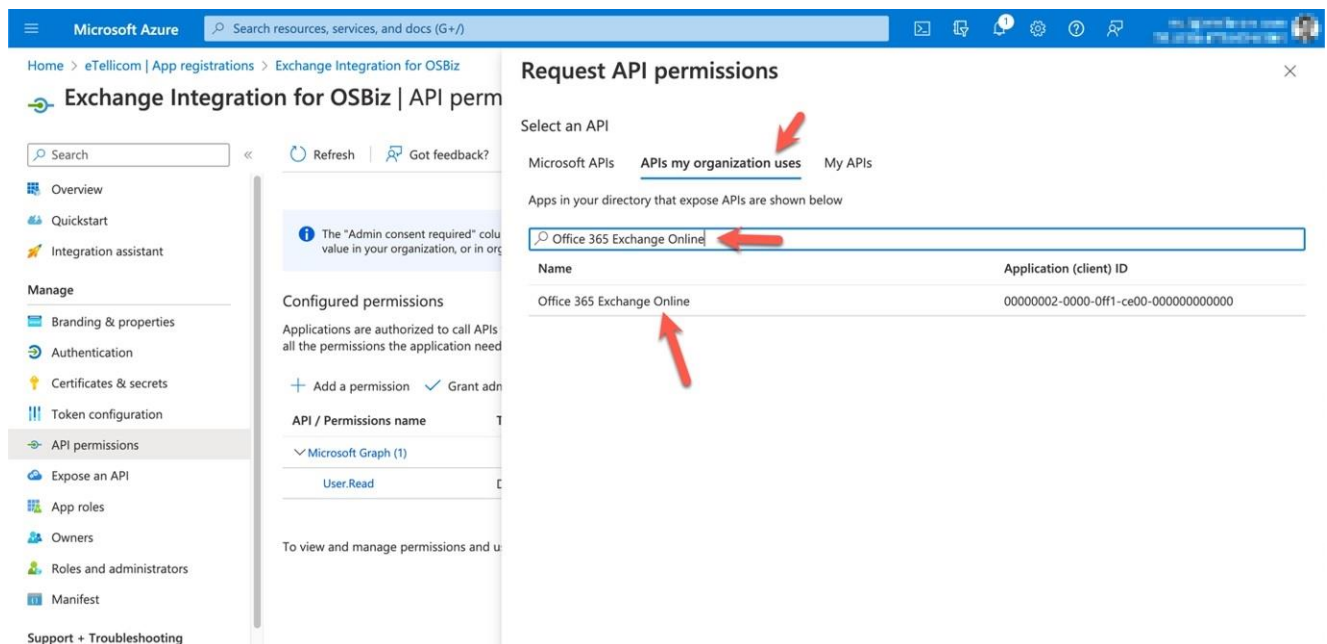 Microsoft Azure
Search resources, services, and docs (G+/)
1
Home > eTellicom | App registrations > Exchange Integration for OSBiz
Exchange Integration for OSBiz | API perm
Search
«
Refresh
Got feedback?
Overview
Quickstart
Integration assistant
Manage
Branding & properties
Authentication
Certificates & secrets
Token configuration
API permissions
Expose an API
App roles
Owners
Roles and administrators
Manifest
Support + Troubleshooting
The "Admin consent required" colu
value in your organization, or in org
Configured permissions
Applications are authorized to call APIs
all the permissions the application need
Add a permission
Grant adm
API / Permissions name
Microsoft Graph (1)
User.Read
To view and manage permissions and u
Request API permissions
Select an API
Microsoft APIs
APIs my organization uses
My APIs
Apps in your directory that expose APIs are shown below
Office 365 Exchange Online
Name
Application (client) ID
Office 365 Exchange Online
00000002-0000-0ff1-ce00-000000000000